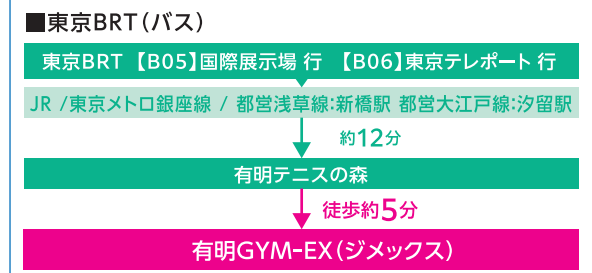 ■東京BRT(バス)
東京BRT 【B05】国際展示場 行 【B06】東京テレポート 行
JR /東京メトロ銀座線 / 都営浅草線:新橋駅 都営大江戸線:汐留駅
約12分
有明テニスの森
徒歩約5分
有明GYM-EX(ジメックス)